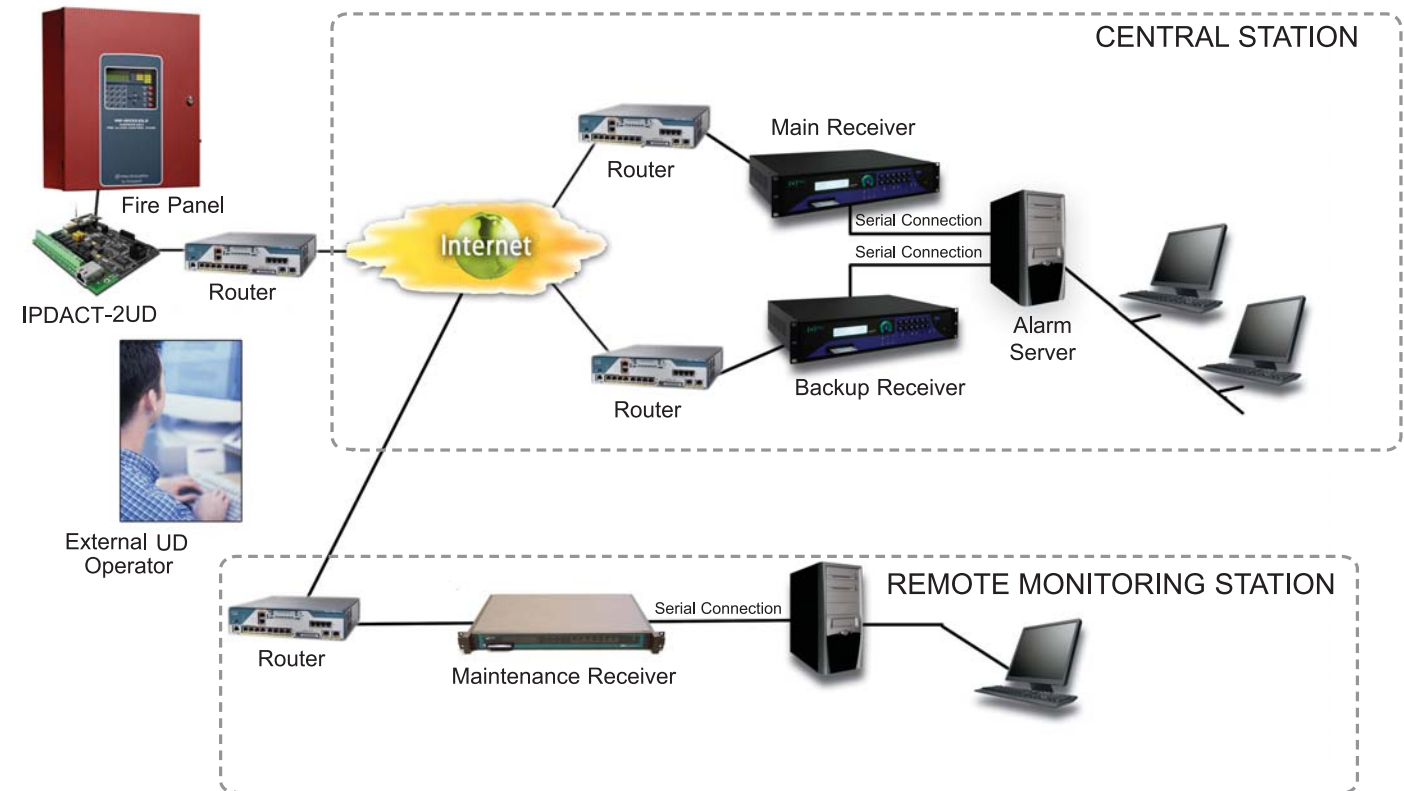 CENTRAL STATION
Main Receiver
Router
Fire Panel
Serial Connection
Serial Connection
Internet
Router
IPDACT-2UD
Alarm
Server
Backup Receiver
Router
External UD
Operator
REMOTE MONITORING STATION
Serial Connection
Router
Maintenance Receiver